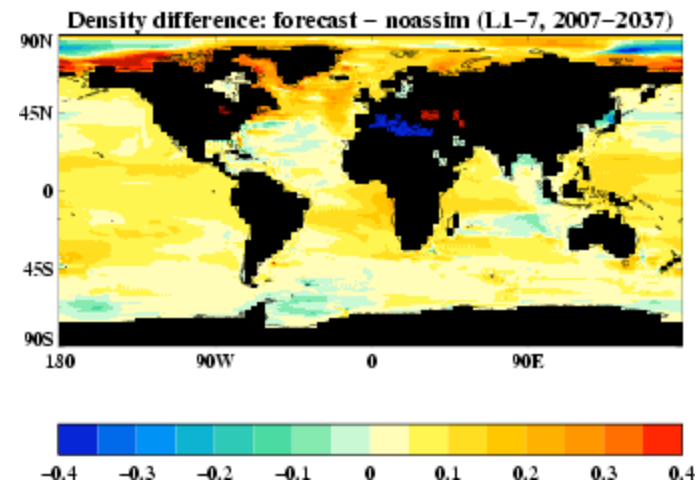 Density difference: forecast − noassim (L1−7, 2007−2037)
90N
45N
0
45S
90S
180 90W 0 90E
−0.4 −0.3 −0.2 −0.1 0 0.1 0.2 0.3 0.4